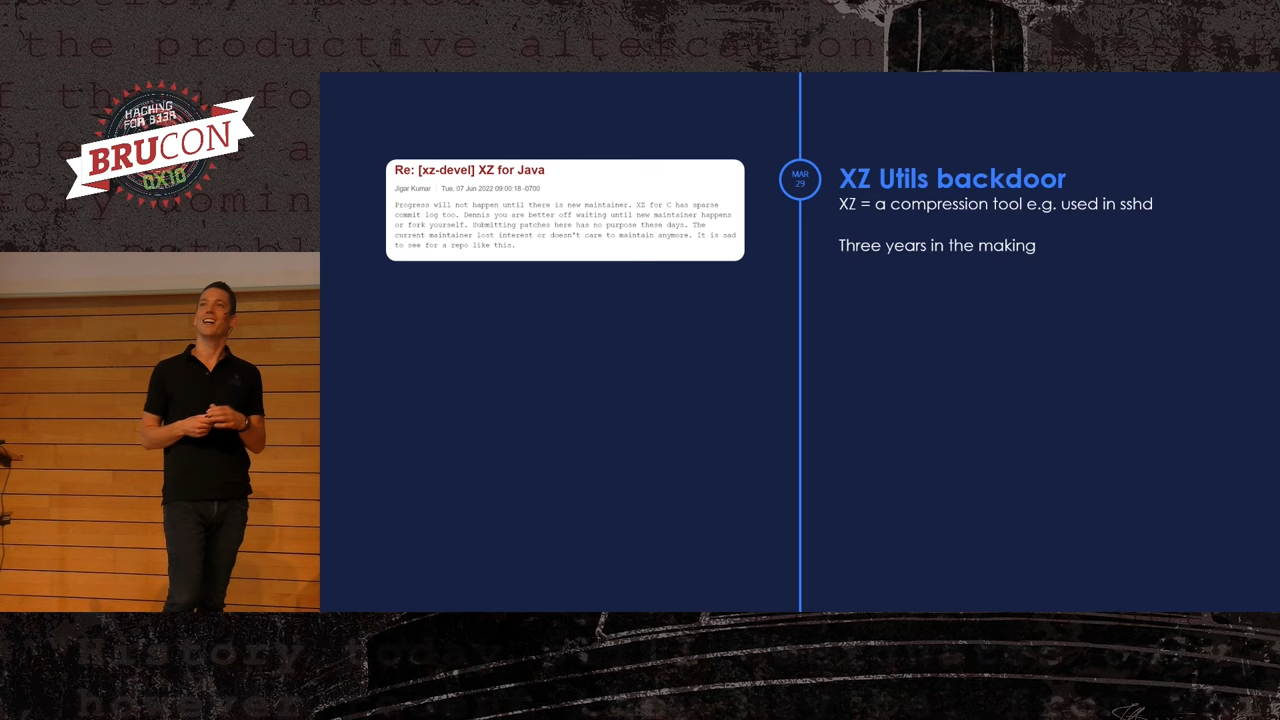 the productive altercation
HACKING
FOR B33R
BRUCON
0X10
MAR
29
Re: [xz-devel] XZ for Java
Jigar Kumar | Tue, 07 Jun 2022 09:00:18 -0700
Progress will not happen until there is new maintainer. XZ for C has sparse
commit log too. Dennis you are better off waiting until new maintainer happens
or fork yourself. Submitting patches here has no purpose these days. The
current maintainer lost interest or doesn't care to maintain anymore. It is sad
to see for a repo like this.
XZ Utils backdoor
XZ = a compression tool e.g. used in sshd
Three years in the making
History today
however